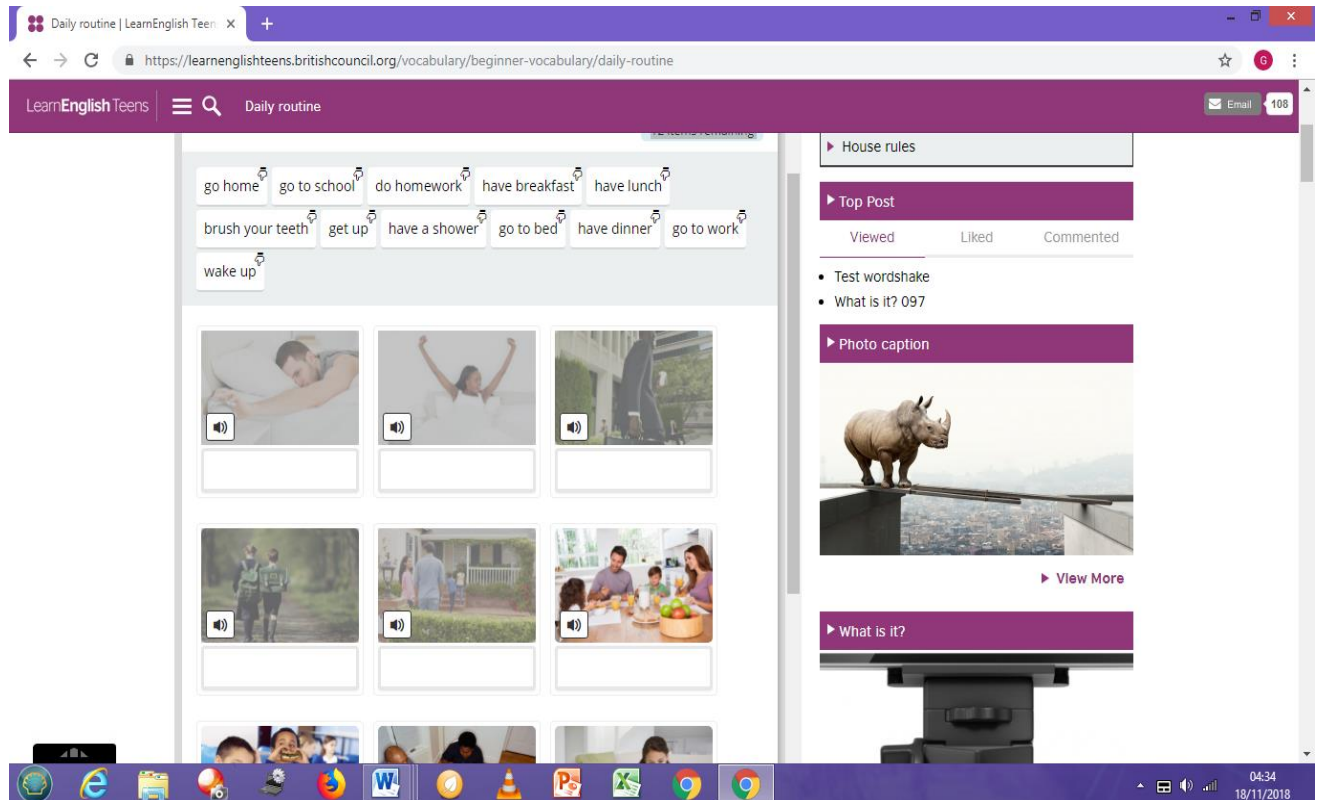 Daily routine | LearnEnglish Teen
https://learnenglishteens.britishcouncil.org/vocabulary/beginner-vocabulary/daily-routine
G
LearnEnglish Teens
Daily routine
Email 108
12 items remaining
go home go to school do homework have breakfast have lunch
brush your teeth get up have a shower go to bed have dinner go to work
wake up
House rules
Top Post
Viewed Liked Commented
Test wordshake
What is it? 097
Photo caption
View More
What is it?
04:34
18/11/2018